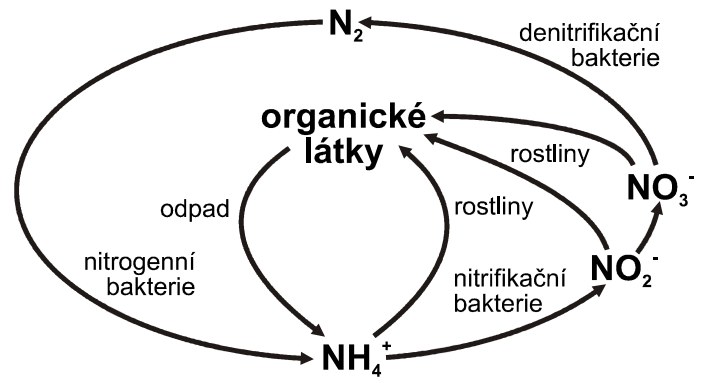 N₂
denitrifikační
bakterie
organické
látky
rostliny
NO₃⁻
odpad
rostliny
nitrogenní
bakterie
nitrifikační
bakterie
NO₂⁻
NH₄⁺